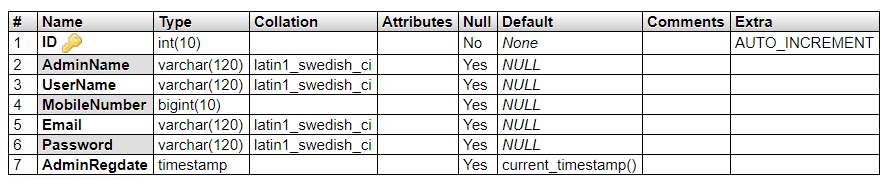 # Name Type Collation Attributes Null Default Comments Extra
1 ID int(10) No None AUTO_INCREMENT
2 AdminName varchar(120) latin1_swedish_ci Yes NULL
3 UserName varchar(120) latin1_swedish_ci Yes NULL
4 MobileNumber bigint(10) Yes NULL
5 Email varchar(120) latin1_swedish_ci Yes NULL
6 Password varchar(120) latin1_swedish_ci Yes NULL
7 AdminRegdate timestamp Yes current_timestamp()